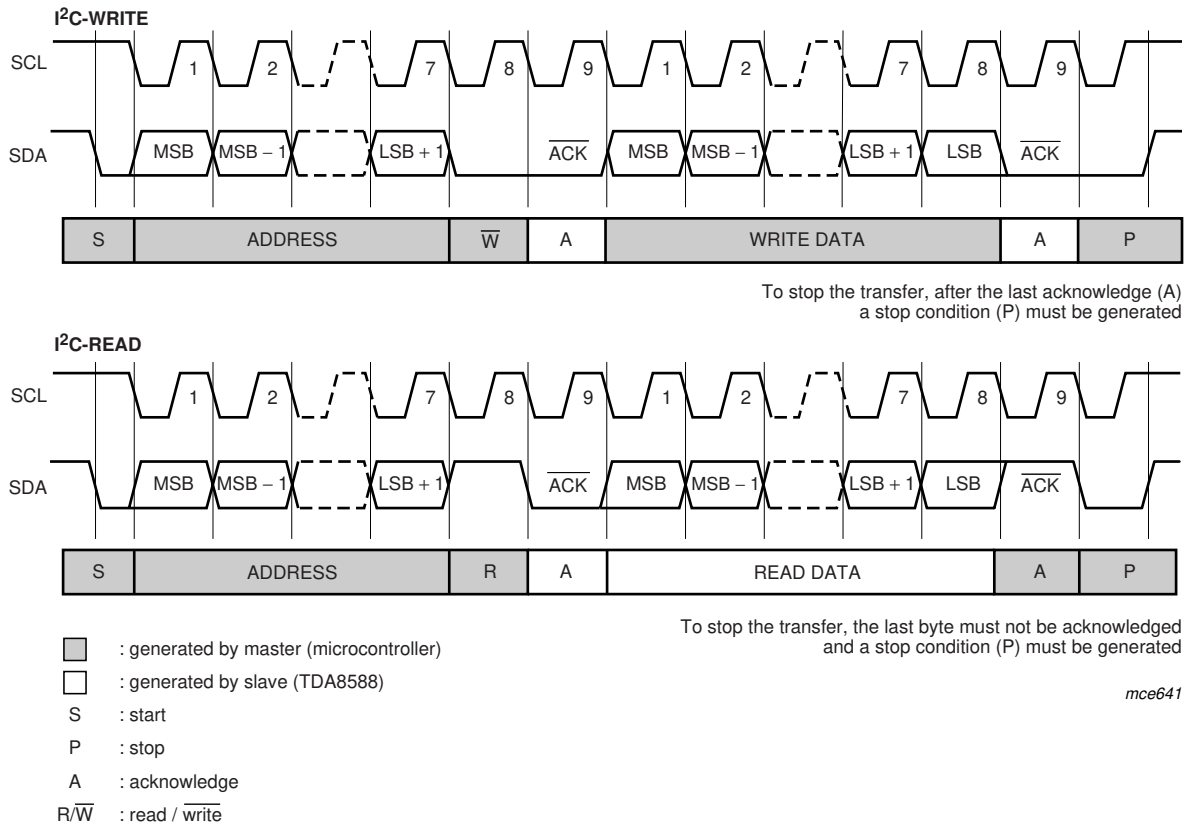 I²C-WRITE
SCL 1 2 7 8 9 1 2 7 8 9
SDA MSB MSB − 1 LSB + 1 A̅C̅K̅ MSB MSB − 1 LSB + 1 LSB A̅C̅K̅
S ADDRESS W̅ A WRITE DATA A P
To stop the transfer, after the last acknowledge (A)
a stop condition (P) must be generated
I²C-READ
SCL 1 2 7 8 9 1 2 7 8 9
SDA MSB MSB − 1 LSB + 1 A̅C̅K̅ MSB MSB − 1 LSB + 1 LSB A̅C̅K̅
S ADDRESS R A READ DATA A P
To stop the transfer, the last byte must not be acknowledged
and a stop condition (P) must be generated
: generated by master (microcontroller)
: generated by slave (TDA8588)
mce641
S : start
P : stop
A : acknowledge
R/W̅ : read / w̅r̅i̅t̅e̅